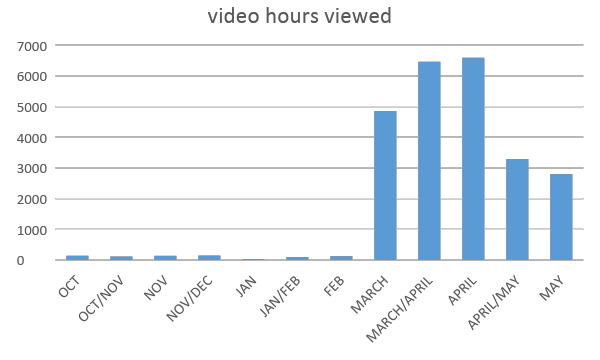 video hours viewed
7000
6000
5000
4000
3000
2000
1000
0
OCT
OCT/NOV
NOV
NOV/DEC
JAN
JAN/FEB
FEB
MARCH
MARCH/APRIL
APRIL
APRIL/MAY
MAY